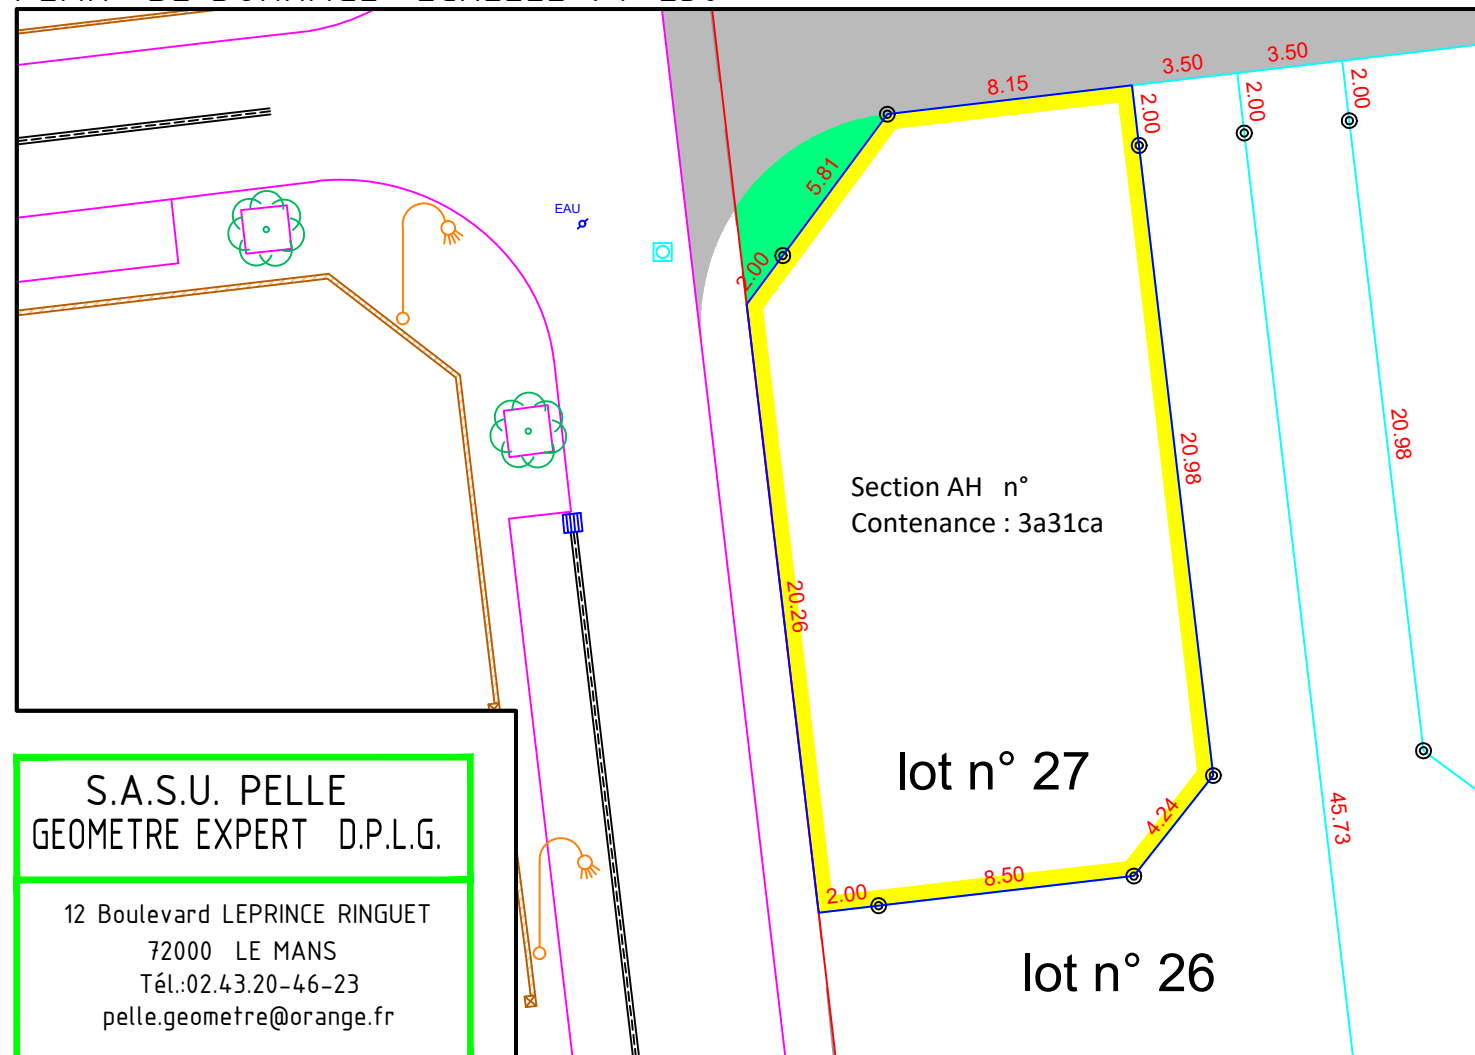 8.15
3.50
3.50
2.00
2.00
2.00
5.81
EAU
2.00
20.98
20.98
Section AH n°
Contenance : 3a31ca
20.26
lot n° 27
45.73
4.24
8.50
2.00
lot n° 26
S.A.S.U. PELLE
GEOMETRE EXPERT D.P.L.G.
12 Boulevard LEPRINCE RINGUET
72000 LE MANS
Tél.:02.43.20-46-23
pelle.geometre@orange.fr